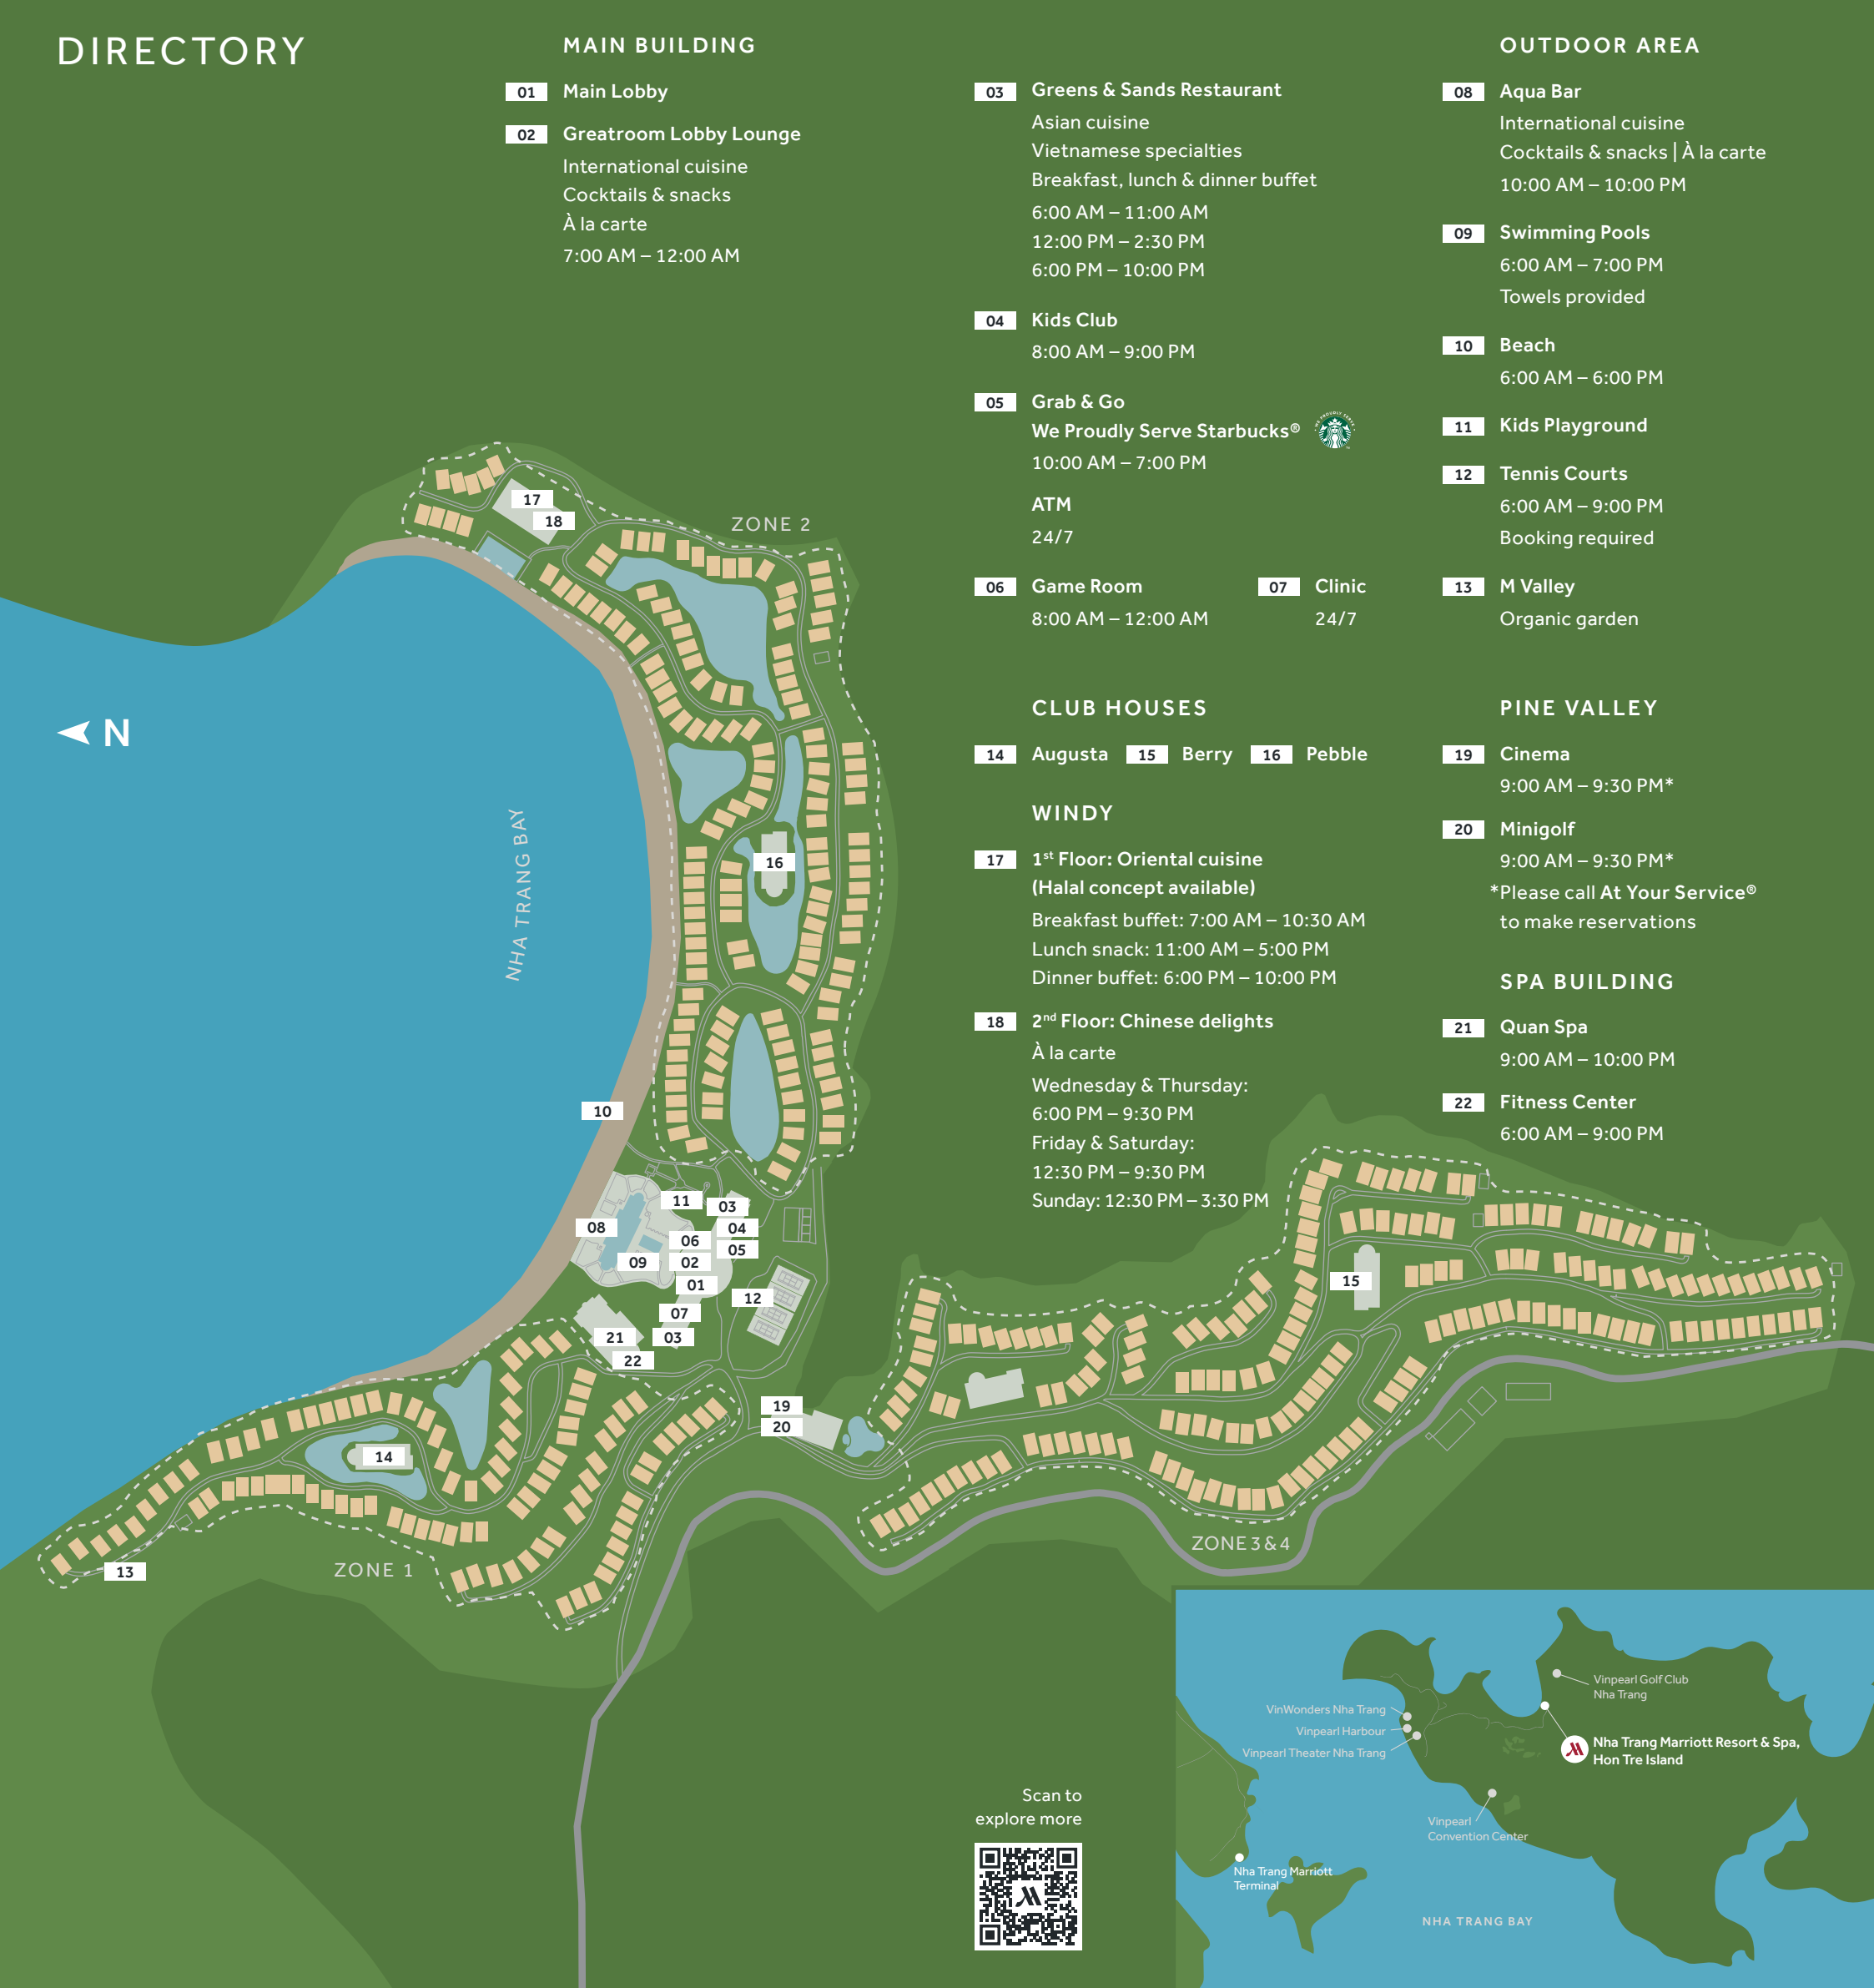 DIRECTORY
MAIN BUILDING
01 Main Lobby
02 Greatroom Lobby Lounge
International cuisine
Cocktails & snacks
À la carte
7:00 AM – 12:00 AM
03 Greens & Sands Restaurant
Asian cuisine
Vietnamese specialties
Breakfast, lunch & dinner buffet
6:00 AM – 11:00 AM
12:00 PM – 2:30 PM
6:00 PM – 10:00 PM
04 Kids Club
8:00 AM – 9:00 PM
05 Grab & Go
We Proudly Serve Starbucks®
WE PROUDLY SERVE
10:00 AM – 7:00 PM
ATM
24/7
06 Game Room
8:00 AM – 12:00 AM
07 Clinic
24/7
OUTDOOR AREA
08 Aqua Bar
International cuisine
Cocktails & snacks | À la carte
10:00 AM – 10:00 PM
09 Swimming Pools
6:00 AM – 7:00 PM
Towels provided
10 Beach
6:00 AM – 6:00 PM
11 Kids Playground
12 Tennis Courts
6:00 AM – 9:00 PM
Booking required
13 M Valley
Organic garden
CLUB HOUSES
14 Augusta 15 Berry 16 Pebble
WINDY
17 1st Floor: Oriental cuisine
(Halal concept available)
Breakfast buffet: 7:00 AM – 10:30 AM
Lunch snack: 11:00 AM – 5:00 PM
Dinner buffet: 6:00 PM – 10:00 PM
18 2nd Floor: Chinese delights
À la carte
Wednesday & Thursday:
6:00 PM – 9:30 PM
Friday & Saturday:
12:30 PM – 9:30 PM
Sunday: 12:30 PM – 3:30 PM
PINE VALLEY
19 Cinema
9:00 AM – 9:30 PM*
20 Minigolf
9:00 AM – 9:30 PM*
*Please call At Your Service®
to make reservations
SPA BUILDING
21 Quan Spa
9:00 AM – 10:00 PM
22 Fitness Center
6:00 AM – 9:00 PM
17
18
ZONE 2
N
NHA TRANG BAY
16
10
11
03
08
04
06
05
09
02
01
12
07
21
03
22
15
19
20
14
13
ZONE 1
ZONE 3 & 4
Scan to
explore more
VinWonders Nha Trang
Vinpearl Harbour
Vinpearl Theater Nha Trang
Vinpearl Golf Club
Nha Trang
Nha Trang Marriott Resort & Spa,
Hon Tre Island
Vinpearl
Convention Center
Nha Trang Marriott
Terminal
NHA TRANG BAY